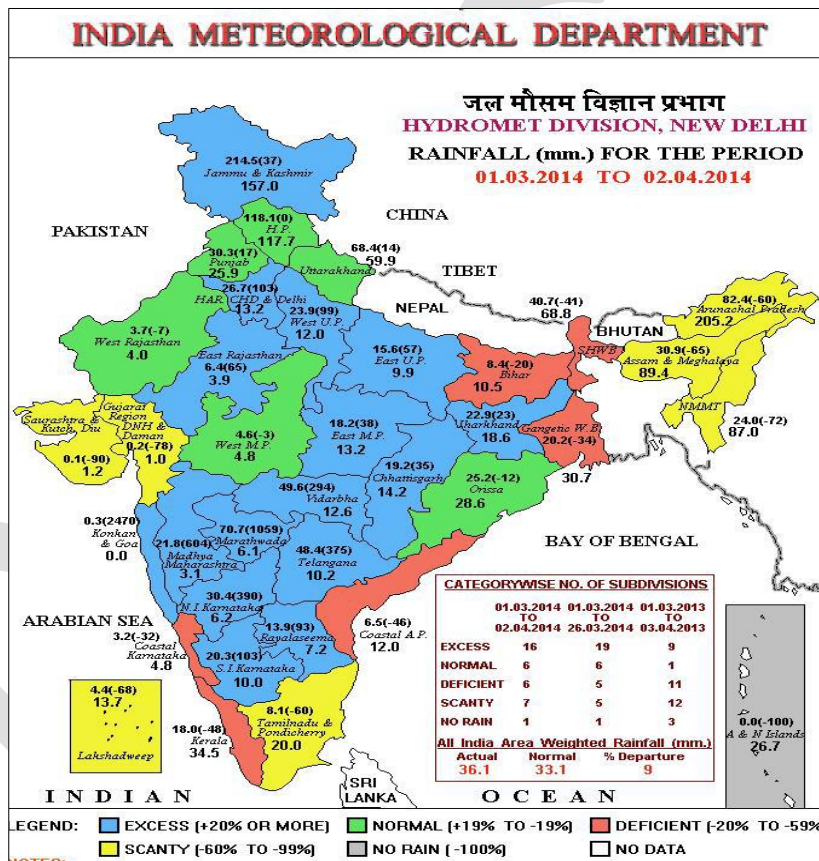 INDIA METEOROLOGICAL DEPARTMENT
जल मौसम विज्ञान प्रभाग
HYDROMET DIVISION, NEW DELHI
RAINFALL (mm.) FOR THE PERIOD
01.03.2014 TO 02.04.2014
214.5(37)
Jammu & Kashmir
157.0
CHINA
PAKISTAN
118.1(0)
H.P.
117.7
30.3(17)
Punjab
25.9
68.4(14)
59.9
Uttarakhand
TIBET
26.7(103)
HAR. CHD & Delhi
13.2
NEPAL
23.9(99)
West U.P.
12.0
40.7(-41)
68.8
BHUTAN
SHWB
82.4(-60)
Arunachal Pradesh
205.2
3.7(-7)
West Rajasthan
4.0
East Rajasthan
6.4(65)
3.9
15.6(57)
East U.P.
9.9
8.4(-20)
Bihar
10.5
30.9(-65)
Assam & Meghalaya
89.4
NMMT
24.0(-72)
87.0
Saurashtra &
Kutch, Diu
0.1(-90)
1.2
Gujarat
Region
DNH &
Daman
0.2(-78)
1.0
4.6(-3)
West M.P.
4.8
18.2(38)
East M.P.
13.2
22.9(23)
Jharkhand
18.6
Gangetic W.B
20.2(-34)
30.7
19.2(35)
Chhattisgarh
14.2
25.2(-12)
Orissa
28.6
49.6(294)
Vidarbha
12.6
0.3(2470)
Konkan
& Goa
0.0
21.8(604)
Madhya
Maharashtra
3.1
70.7(1059)
Marathwada
6.1
48.4(375)
Telangana
10.2
BAY OF BENGAL
30.4(390)
N.I.Karnataka
6.2
ARABIAN SEA
3.2(-32)
Coastal
Karnataka
4.8
13.9(93)
Rayalaseema
7.2
6.5(-46)
Coastal A.P.
12.0
20.3(103)
S.I.Karnataka
10.0
4.4(-68)
13.7
Lakshadweep
18.0(-48)
Kerala
34.5
8.1(-60)
Tamilnadu &
Pondicherry
20.0
SRI
LANKA
CATEGORYWISE NO. OF SUBDIVISIONS
01.03.2014 01.03.2014 01.03.2013
TO TO TO
02.04.2014 26.03.2014 03.04.2013
EXCESS 16 19 9
NORMAL 6 6 1
DEFICIENT 6 5 11
SCANTY 7 5 12
NO RAIN 1 1 3
All India Area Weighted Rainfall (mm.)
Actual Normal % Departure
36.1 33.1 9
0.0(-100)
A & N Islands
26.7
INDIAN OCEAN
LEGEND: EXCESS (+20% OR MORE) NORMAL (+19% TO -19%) DEFICIENT (-20% TO -59%
SCANTY (-60% TO -99%) NO RAIN (-100%) NO DATA